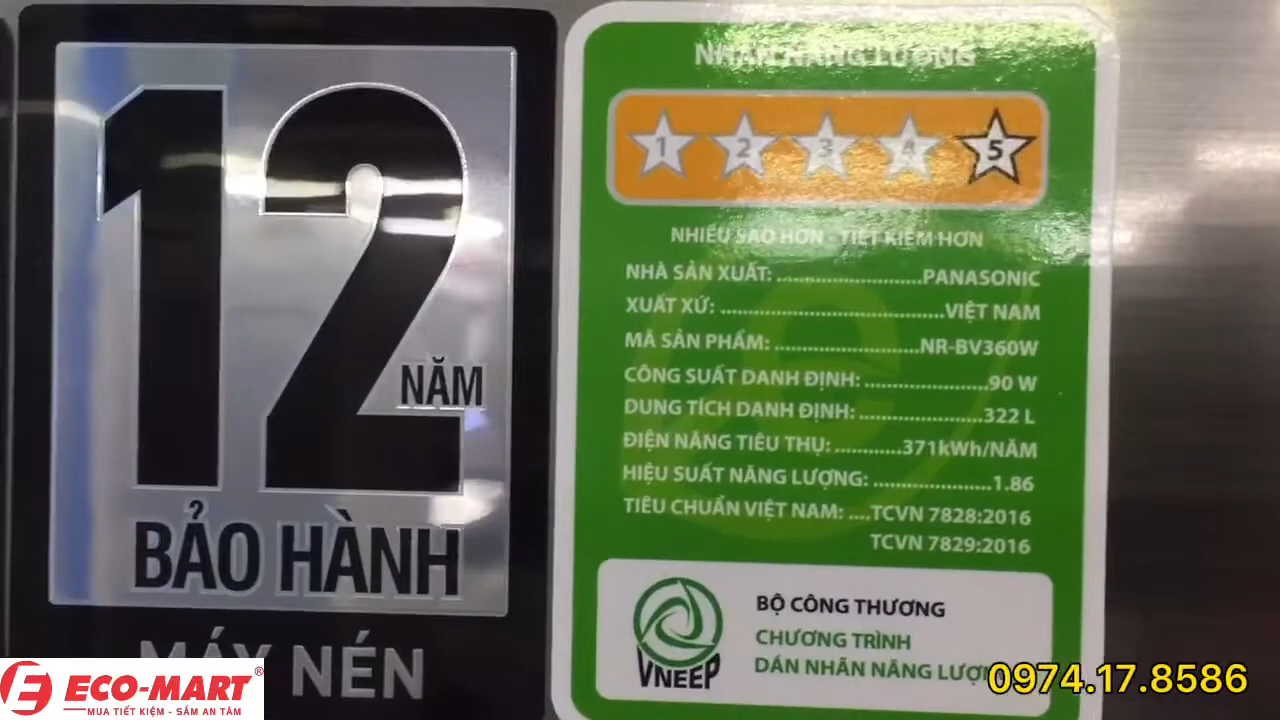 12
NĂM
BẢO HÀNH
MÁY NÉN
NHÃN NĂNG LƯỢNG
1 2 3 4 5
NHIỀU SAO HƠN - TIẾT KIỆM HƠN
NHÀ SẢN XUẤT: ......................PANASONIC
XUẤT XỨ: ..................................VIỆT NAM
MÃ SẢN PHẨM: ......................NR-BV360W
CÔNG SUẤT DANH ĐỊNH: ...................90 W
DUNG TÍCH DANH ĐỊNH: ...................322 L
ĐIỆN NĂNG TIÊU THỤ: ...........371kWh/NĂM
HIỆU SUẤT NĂNG LƯỢNG: ......................1.86
TIÊU CHUẨN VIỆT NAM: ....TCVN 7828:2016
TCVN 7829:2016
VNEEP
BỘ CÔNG THƯƠNG
CHƯƠNG TRÌNH
DÁN NHÃN NĂNG LƯỢNG
0974.17.8586
ECO-MART®
MUA TIẾT KIỆM - SẮM AN TÂM